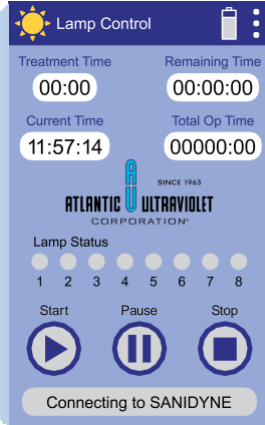 Lamp Control
Treatment Time Remaining Time
00:00 00:00:00
Current Time Total Op Time
11:57:14 00000:00
SINCE 1963
ATLANTIC AU ULTRAVIOLET
CORPORATION®
Lamp Status
1 2 3 4 5 6 7 8
Start Pause Stop
Connecting to SANIDYNE